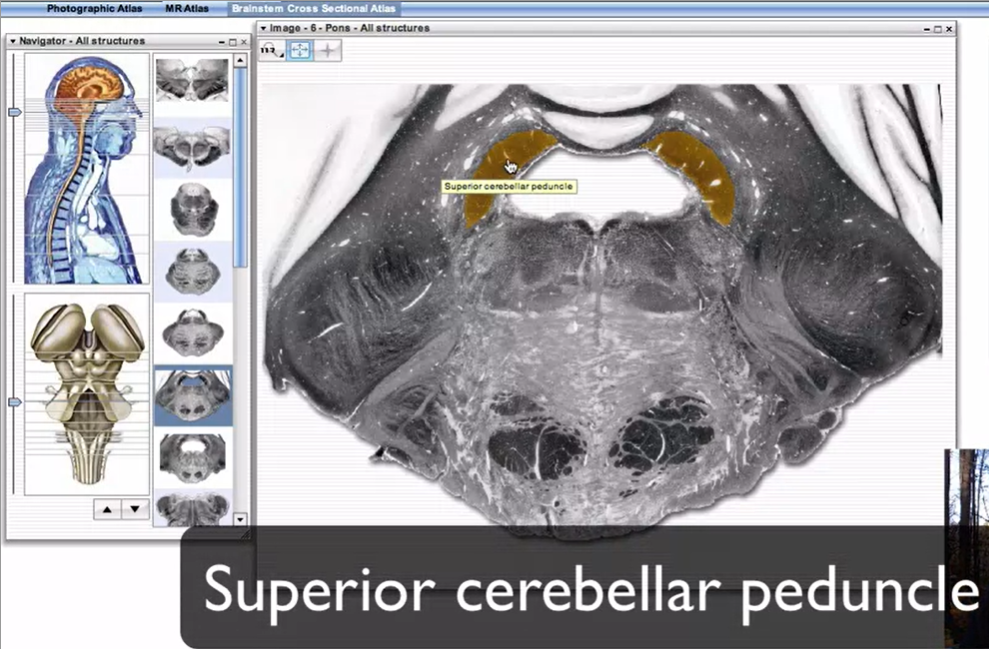 Photographic Atlas MR Atlas Brainstem Cross Sectional Atlas
Navigator - All structures
Image - 6 - Pons - All structures
Superior cerebellar peduncle
Superior cerebellar peduncle